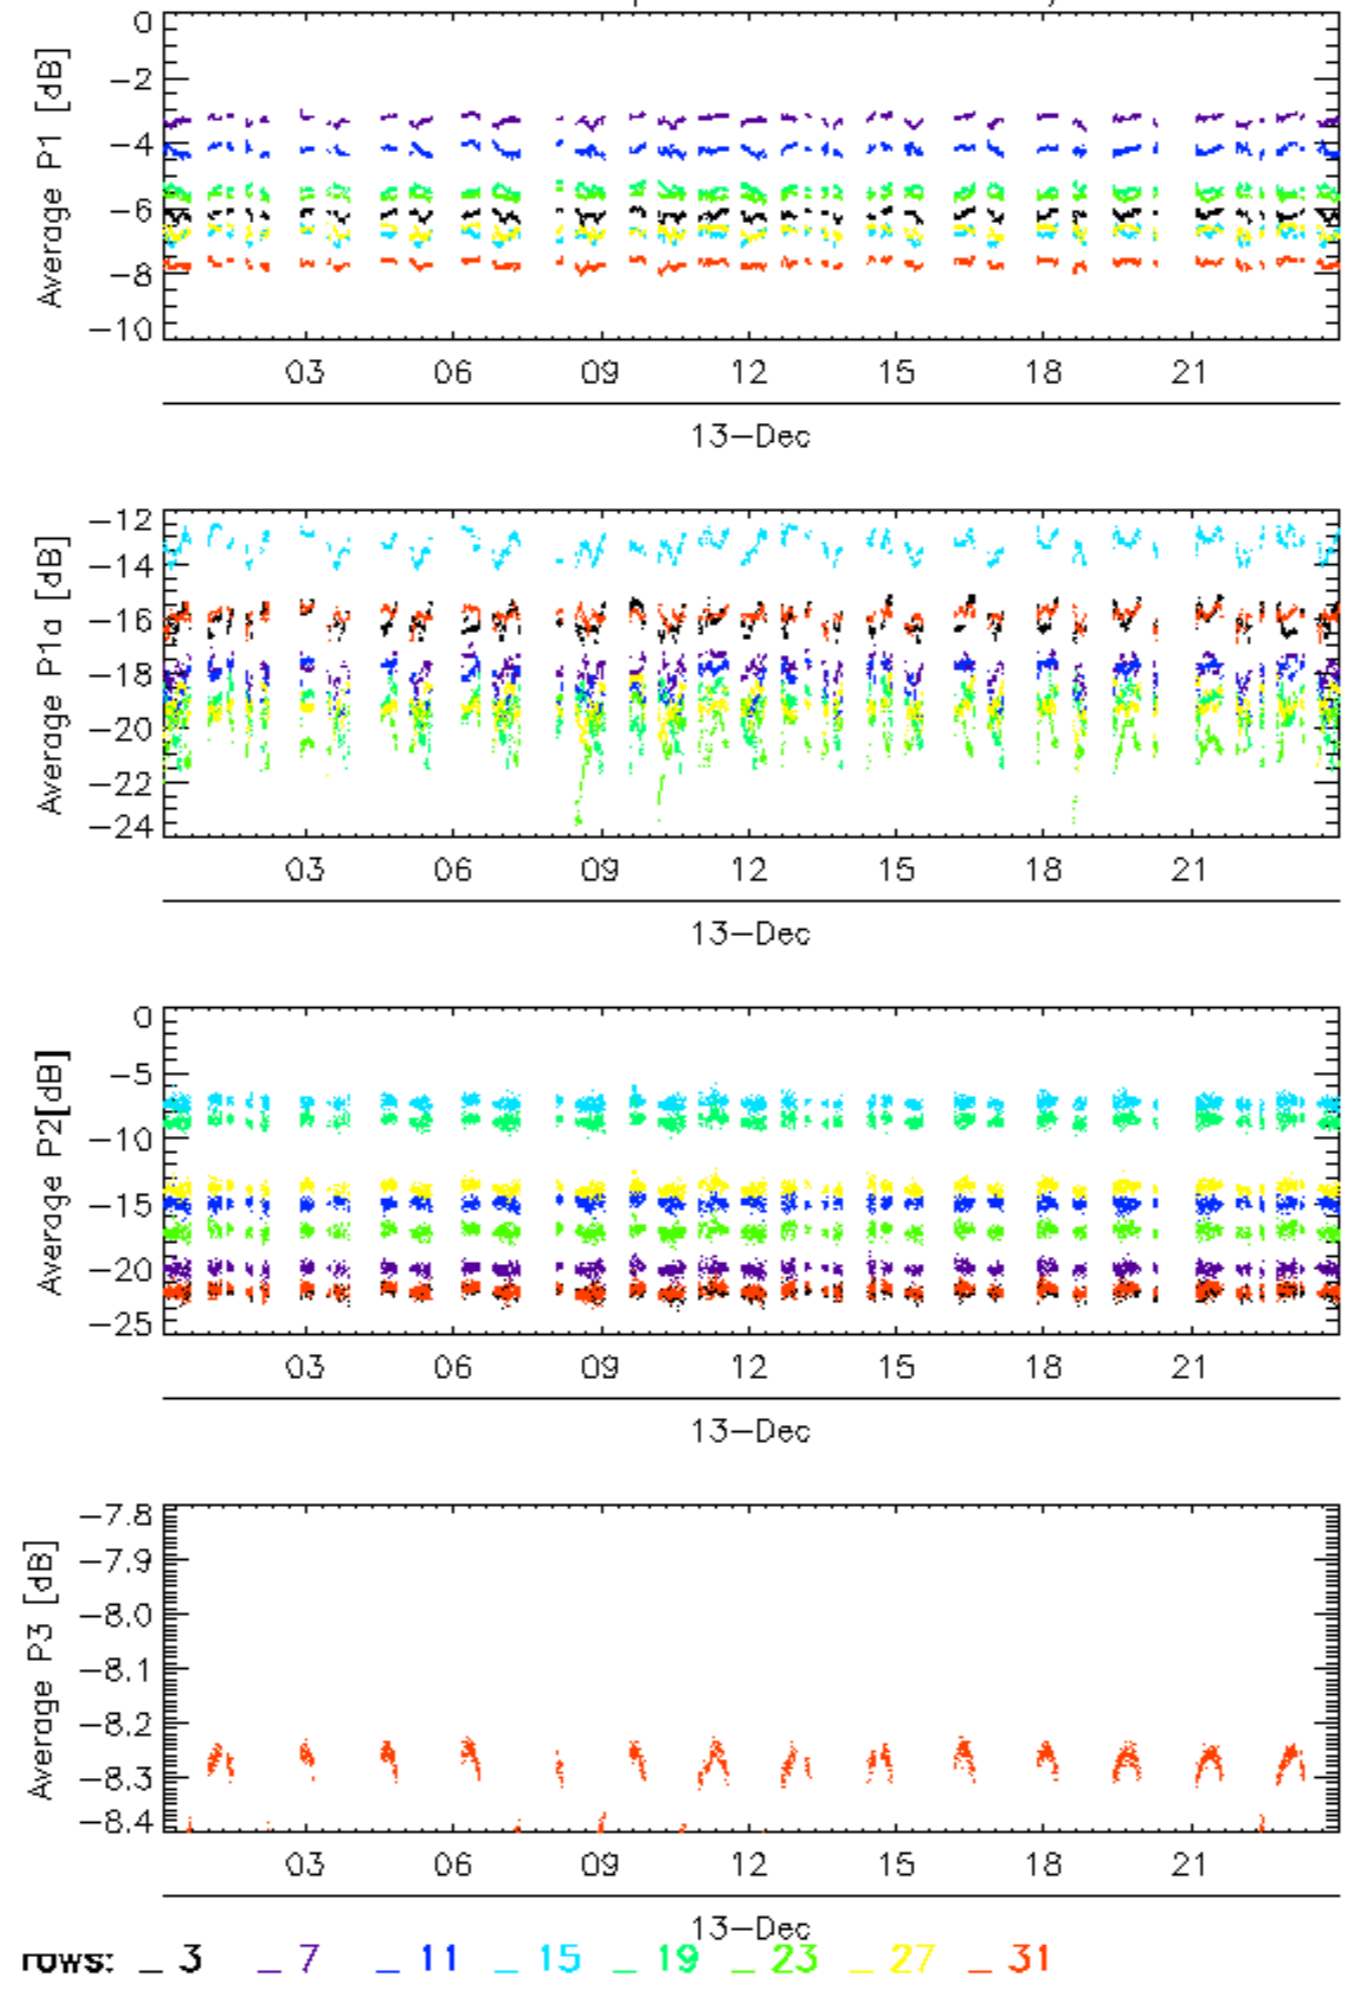 0
−2
−4
−6
−8
−10
Average P1 [dB]
03 06 09 12 15 18 21
13−Dec
−12
−14
−16
−18
−20
−22
−24
Average P1a [dB]
03 06 09 12 15 18 21
13−Dec
0
−5
−10
−15
−20
−25
Average P2[dB]
03 06 09 12 15 18 21
13−Dec
−7.8
−7.9
−8.0
−8.1
−8.2
−8.3
−8.4
Average P3 [dB]
03 06 09 12 15 18 21
13−Dec
rows: _ 3 _ 7 _ 11 _ 15 _ 19 _ 23 _ 27 _ 31